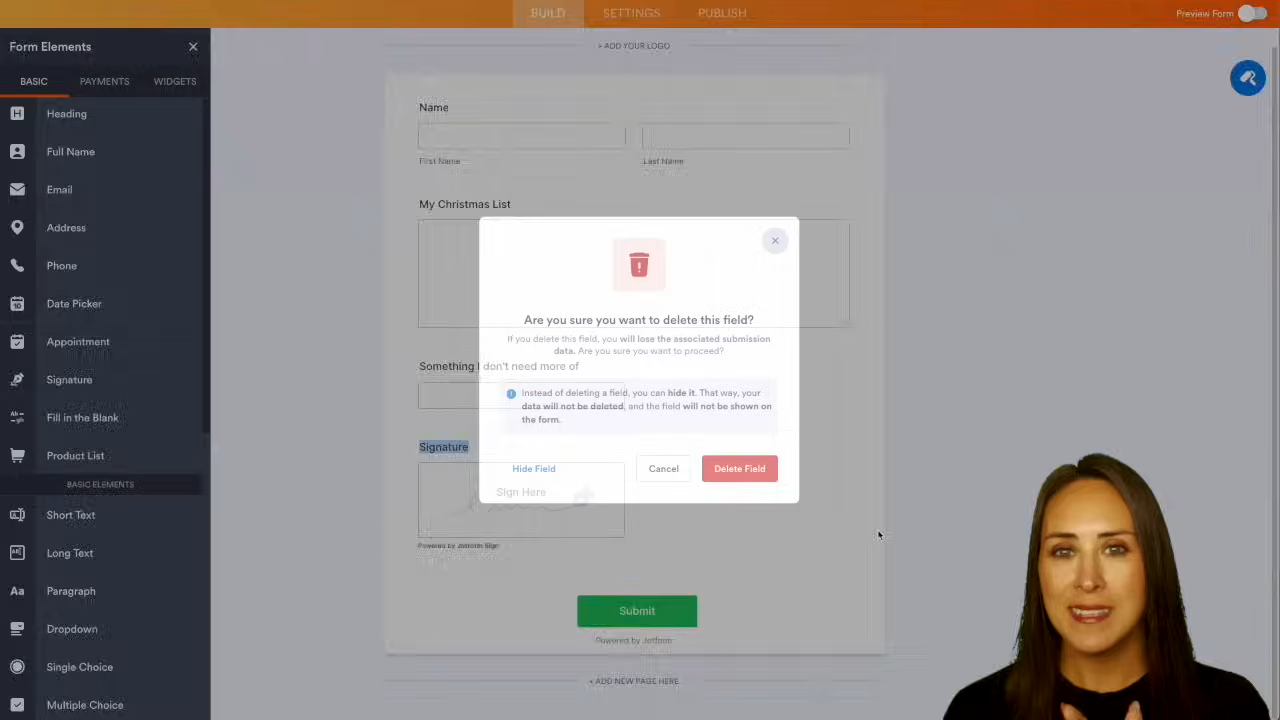 BUILD
SETTINGS
PUBLISH
Preview Form
Form Elements
BASIC
PAYMENTS
WIDGETS
Heading
Full Name
Email
Address
Phone
Date Picker
Appointment
Signature
Fill in the Blank
Product List
BASIC ELEMENTS
Short Text
Long Text
Paragraph
Dropdown
Single Choice
Multiple Choice
+ ADD YOUR LOGO
Name
First Name
Last Name
My Christmas List
Something I don't need more of
Signature
Sign Here
Powered by Jotform Sign
Submit
Powered by Jotform
+ ADD NEW PAGE HERE
Are you sure you want to delete this field?
If you delete this field, you will lose the associated submission
data. Are you sure you want to proceed?
Instead of deleting a field, you can hide it. That way, your
data will not be deleted, and the field will not be shown on
the form.
Hide Field
Cancel
Delete Field